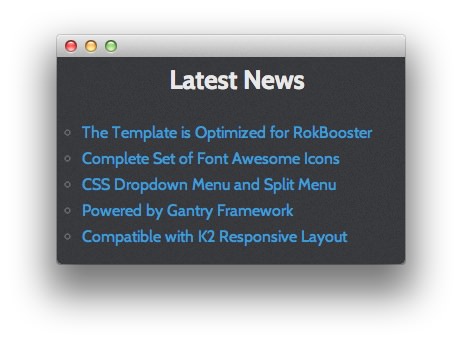 Latest News
The Template is Optimized for RokBooster
Complete Set of Font Awesome Icons
CSS Dropdown Menu and Split Menu
Powered by Gantry Framework
Compatible with K2 Responsive Layout